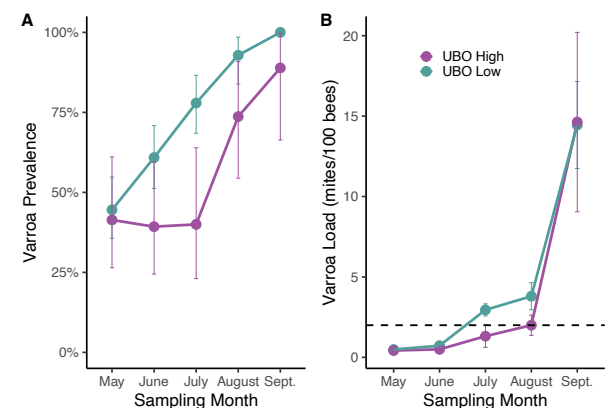 A
100%
75%
50%
25%
0%
Varroa Prevalence
May June July August Sept.
Sampling Month
B
20
15
10
5
0
Varroa Load (mites/100 bees)
UBO High
UBO Low
May June July August Sept.
Sampling Month